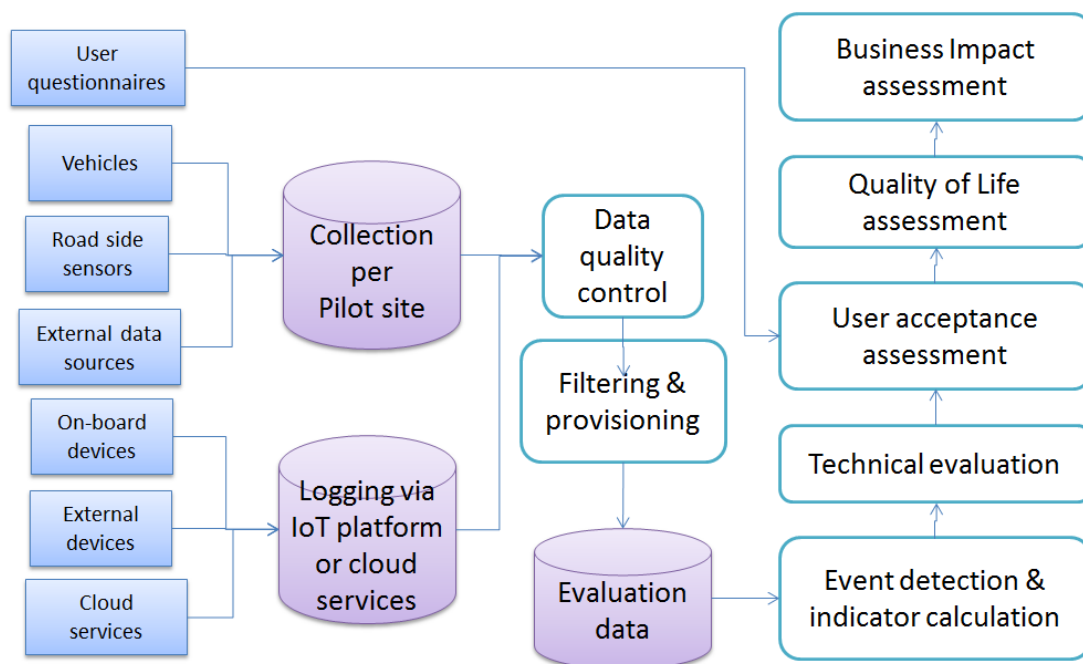 User
questionnaires
Vehicles
Road side
sensors
External data
sources
On-board
devices
External
devices
Cloud
services
Collection
per
Pilot site
Logging via
IoT platform
or cloud
services
Data
quality
control
Filtering &
provisioning
Evaluation
data
Business Impact
assessment
Quality of Life
assessment
User acceptance
assessment
Technical evaluation
Event detection &
indicator calculation